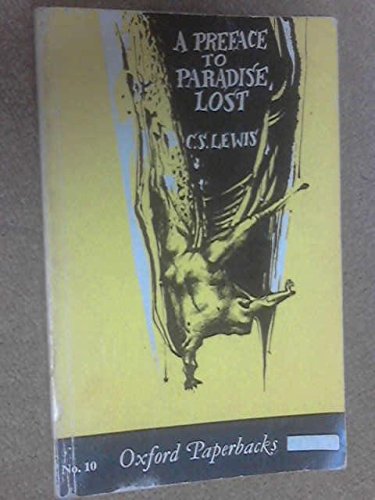 A PREFACE
TO
PARADISE
LOST
C.S. LEWIS
No. 10 Oxford Paperbacks